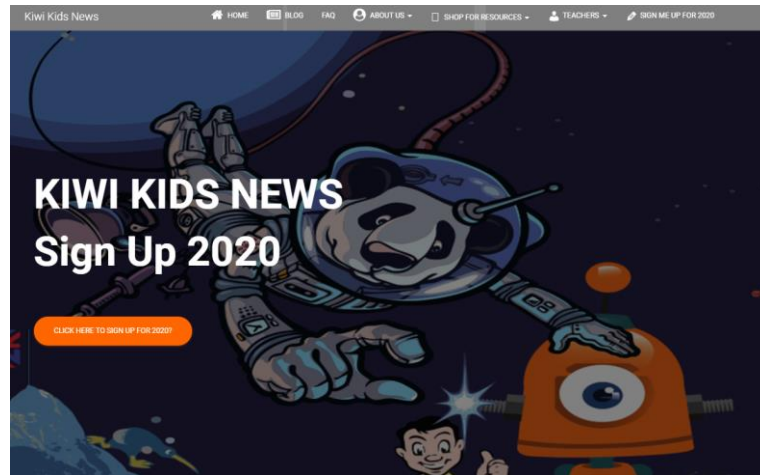 Kiwi Kids News HOME BLOG FAQ ABOUT US SHOP FOR RESOURCES TEACHERS SIGN ME UP FOR 2020
KIWI KIDS NEWS
Sign Up 2020
CLICK HERE TO SIGN UP FOR 2020?